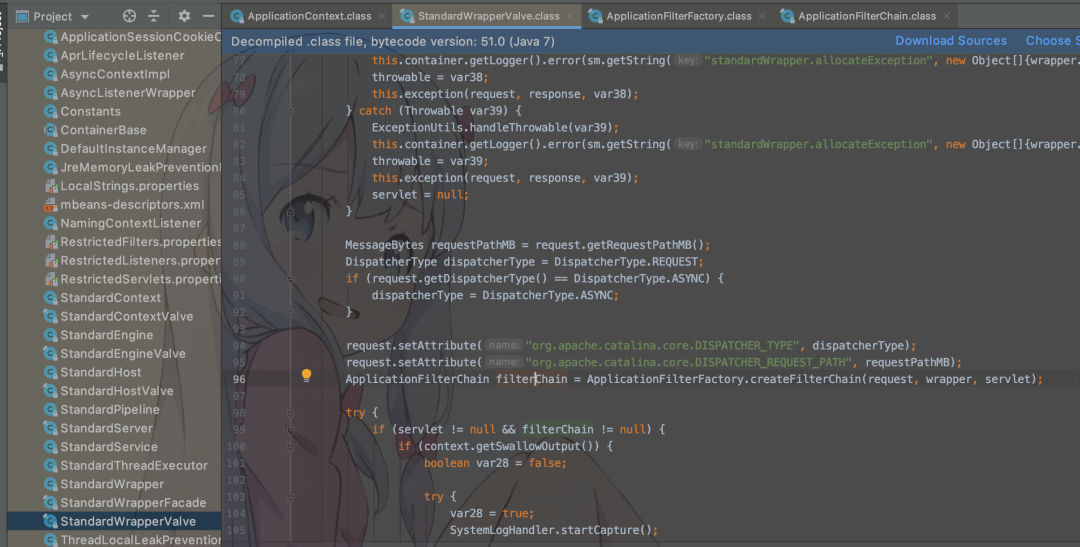 Project
ApplicationContext.class
StandardWrapperValve.class
ApplicationFilterFactory.class
ApplicationFilterChain.class
Decompiled .class file, bytecode version: 51.0 (Java 7)
Download Sources
Choose S
ApplicationSessionCookieC
AprLifecycleListener
AsyncContextImpl
AsyncListenerWrapper
Constants
ContainerBase
DefaultInstanceManager
JreMemoryLeakPreventionL
LocalStrings.properties
mbeans-descriptors.xml
NamingContextListener
RestrictedFilters.properties
RestrictedListeners.proper
RestrictedServlets.properti
StandardContext
StandardContextValve
StandardEngine
StandardEngineValve
StandardHost
StandardHostValve
StandardPipeline
StandardServer
StandardService
StandardThreadExecutor
StandardWrapper
StandardWrapperFacade
StandardWrapperValve
ThreadLocalLeakPrevention
77 this.container.getLogger().error(sm.getString( key: "standardWrapper.allocateException", new Object[]{wrapper.
78 throwable = var38;
79 this.exception(request, response, var38);
80 } catch (Throwable var39) {
81 ExceptionUtils.handleThrowable(var39);
82 this.container.getLogger().error(sm.getString( key: "standardWrapper.allocateException", new Object[]{wrapper.
83 throwable = var39;
84 this.exception(request, response, var39);
85 servlet = null;
86 }
87
88 MessageBytes requestPathMB = request.getRequestPathMB();
89 DispatcherType dispatcherType = DispatcherType.REQUEST;
90 if (request.getDispatcherType() == DispatcherType.ASYNC) {
91 dispatcherType = DispatcherType.ASYNC;
92 }
93
94 request.setAttribute( name: "org.apache.catalina.core.DISPATCHER_TYPE", dispatcherType);
95 request.setAttribute( name: "org.apache.catalina.core.DISPATCHER_REQUEST_PATH", requestPathMB);
96 ApplicationFilterChain filterChain = ApplicationFilterFactory.createFilterChain(request, wrapper, servlet);
97
98 try {
99 if (servlet != null && filterChain != null) {
100 if (context.getSwallowOutput()) {
101 boolean var28 = false;
102
103 try {
104 var28 = true;
105 SystemLogHandler.startCapture();